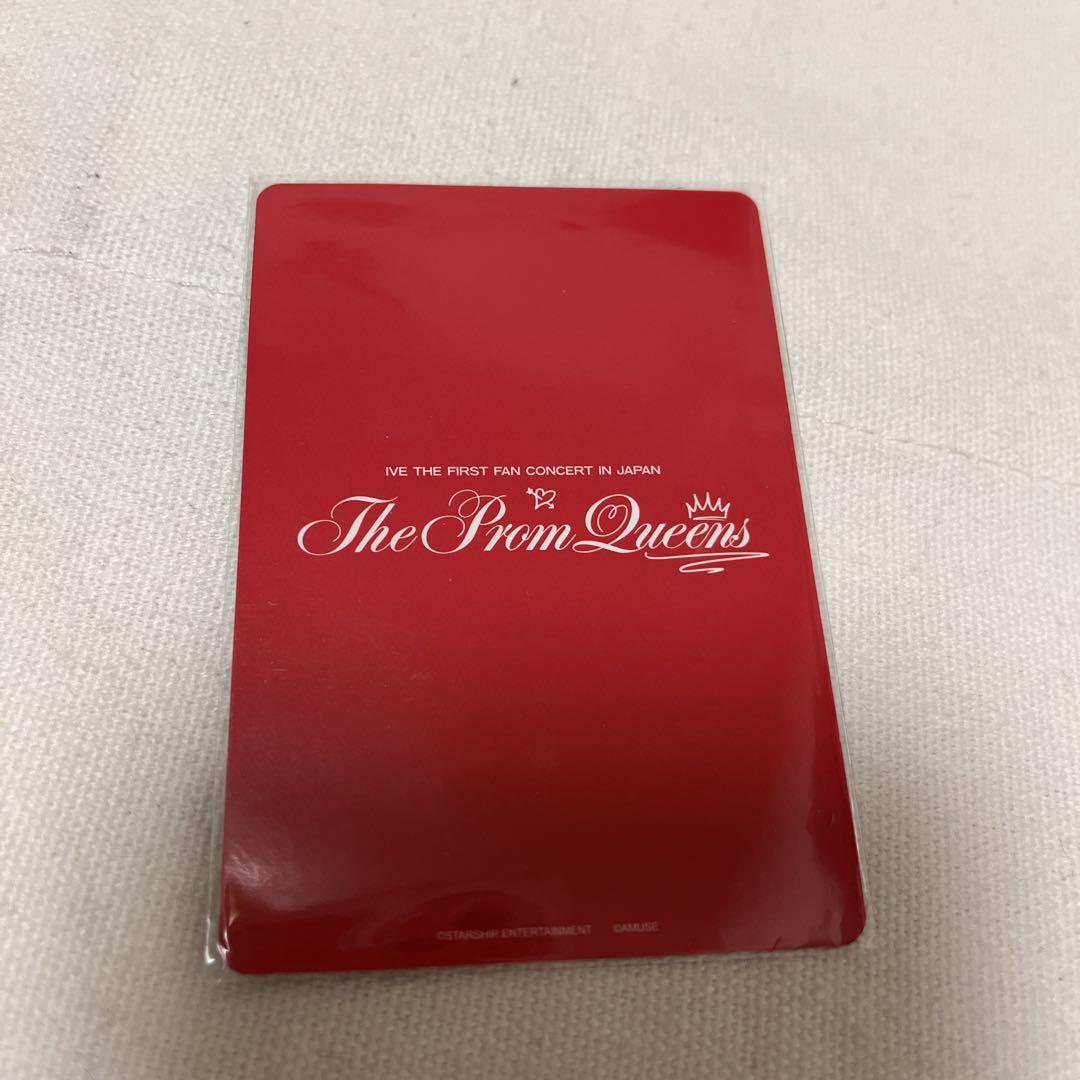 IVE THE FIRST FAN CONCERT IN JAPAN
The Prom Queens
©STARSHIP ENTERTAINMENT ©AMUSE